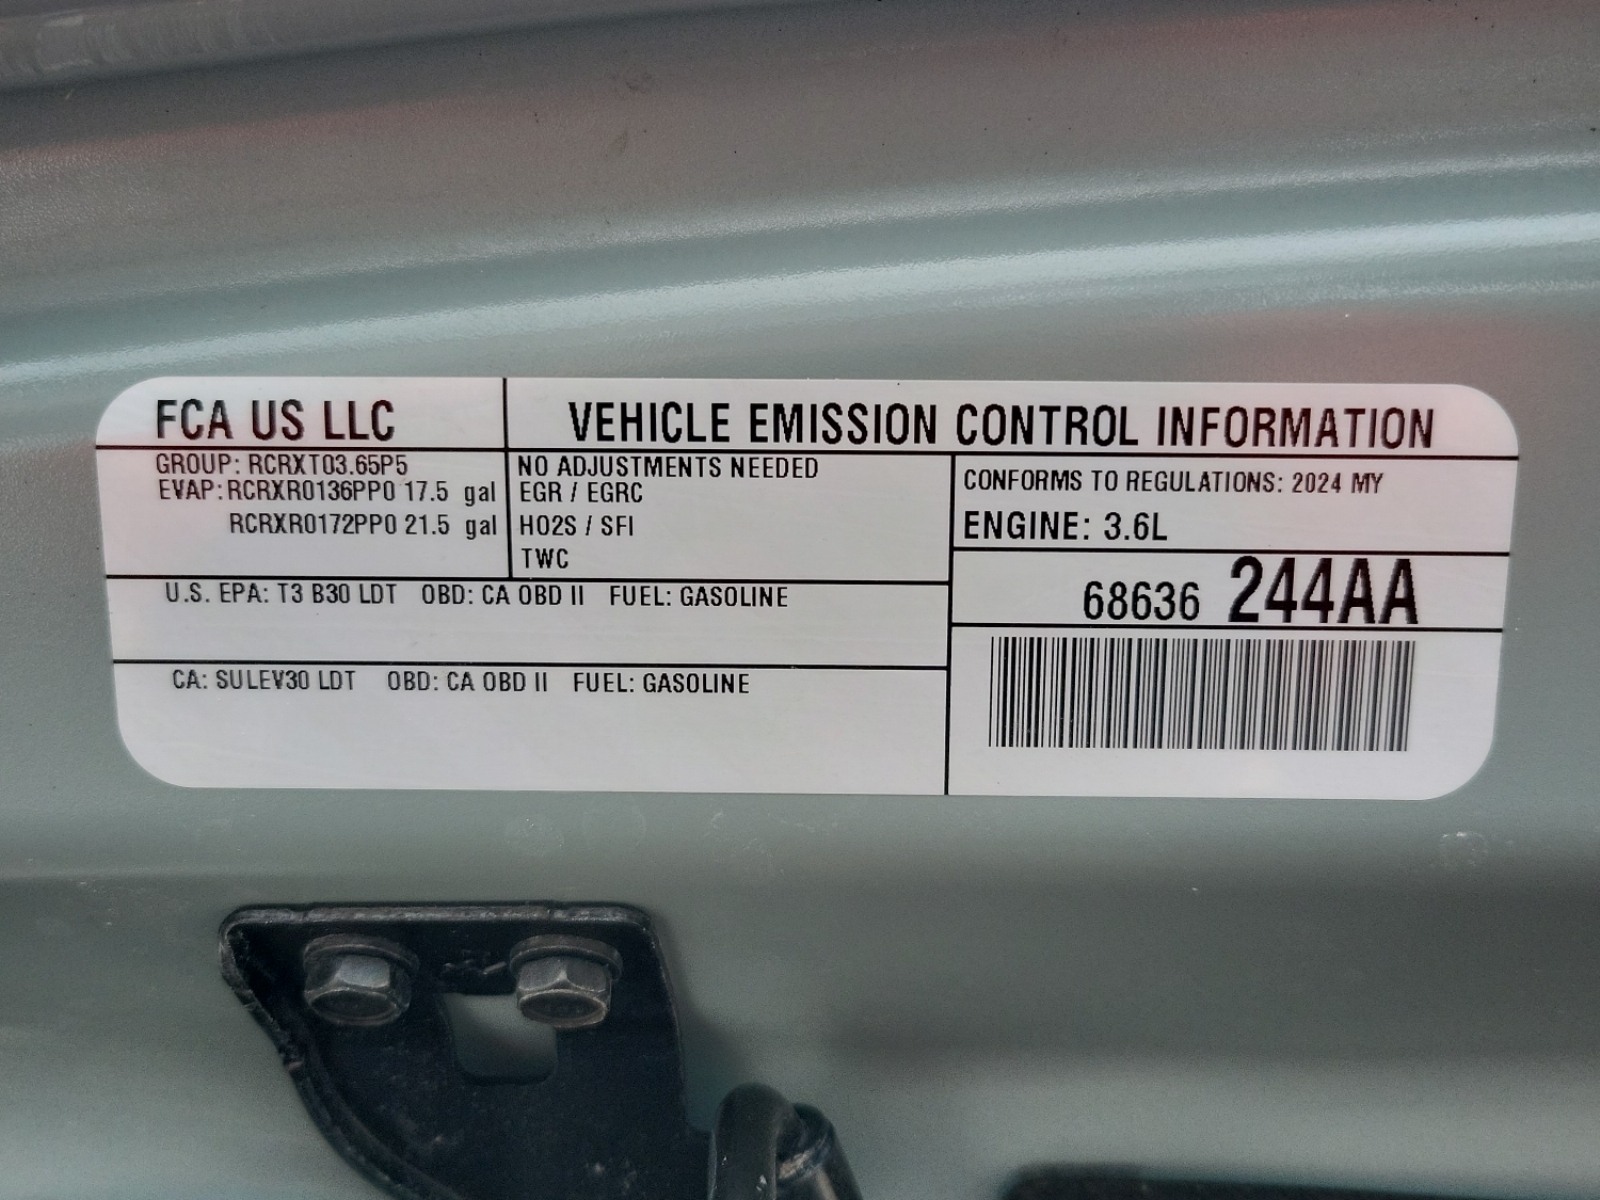 FCA US LLC
VEHICLE EMISSION CONTROL INFORMATION
GROUP: RCRXT03.65P5
EVAP: RCRXR0136PP0 17.5 gal
RCRXR0172PP0 21.5 gal
NO ADJUSTMENTS NEEDED
EGR / EGRC
HO2S / SFI
TWC
CONFORMS TO REGULATIONS: 2024 MY
ENGINE: 3.6L
U.S. EPA: T3 B30 LDT OBD: CA OBD II FUEL: GASOLINE
68636 244AA
CA: SULEV30 LDT OBD: CA OBD II FUEL: GASOLINE